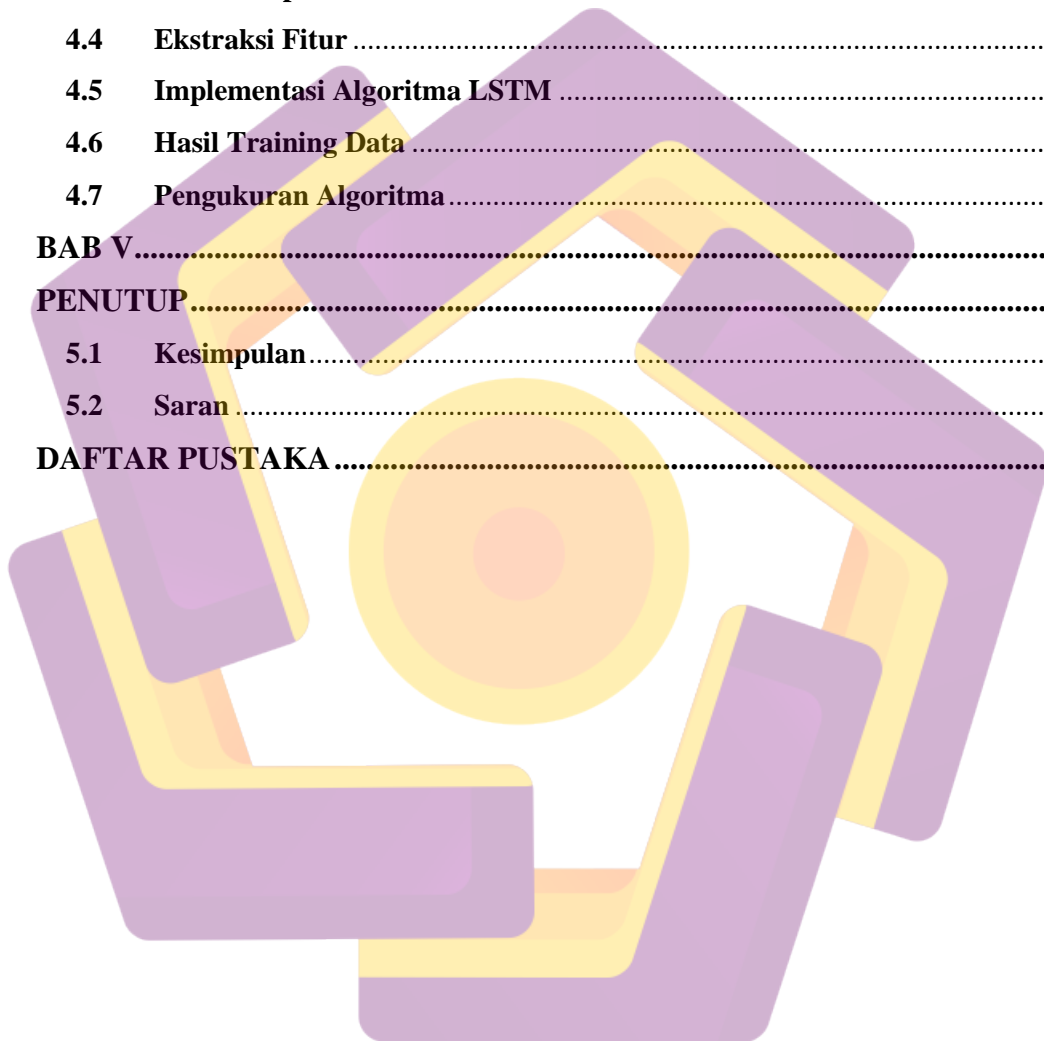 4.4 Ekstraksi Fitur ........................................................................
4.5 Implementasi Algoritma LSTM ........................................................................
4.6 Hasil Training Data ........................................................................
4.7 Pengukuran Algoritma ........................................................................
BAB V ........................................................................
PENUTUP ........................................................................
5.1 Kesimpulan ........................................................................
5.2 Saran ........................................................................
DAFTAR PUSTAKA ........................................................................